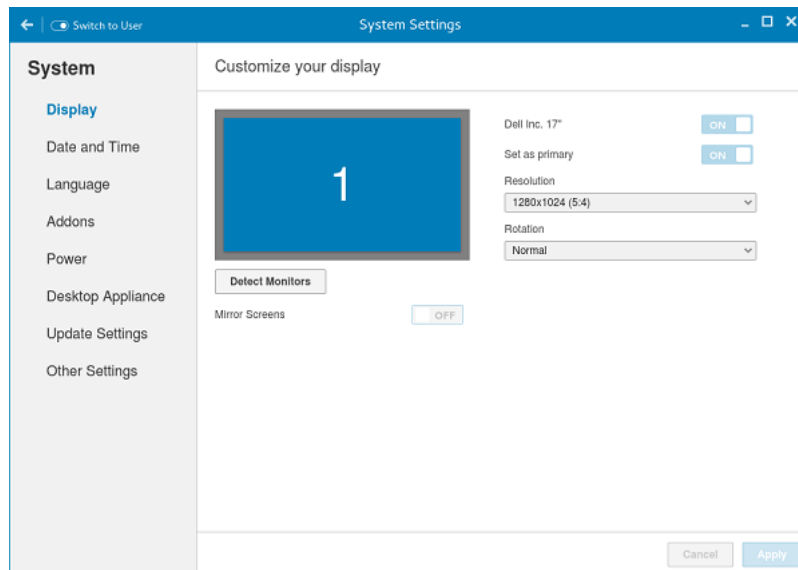 Switch to User
System Settings
System
Display
Date and Time
Language
Addons
Power
Desktop Appliance
Update Settings
Other Settings
Customize your display
1
Detect Monitors
Mirror Screens OFF
Dell Inc. 17" ON
Set as primary ON
Resolution
1280x1024 (5:4)
Rotation
Normal
Cancel Apply